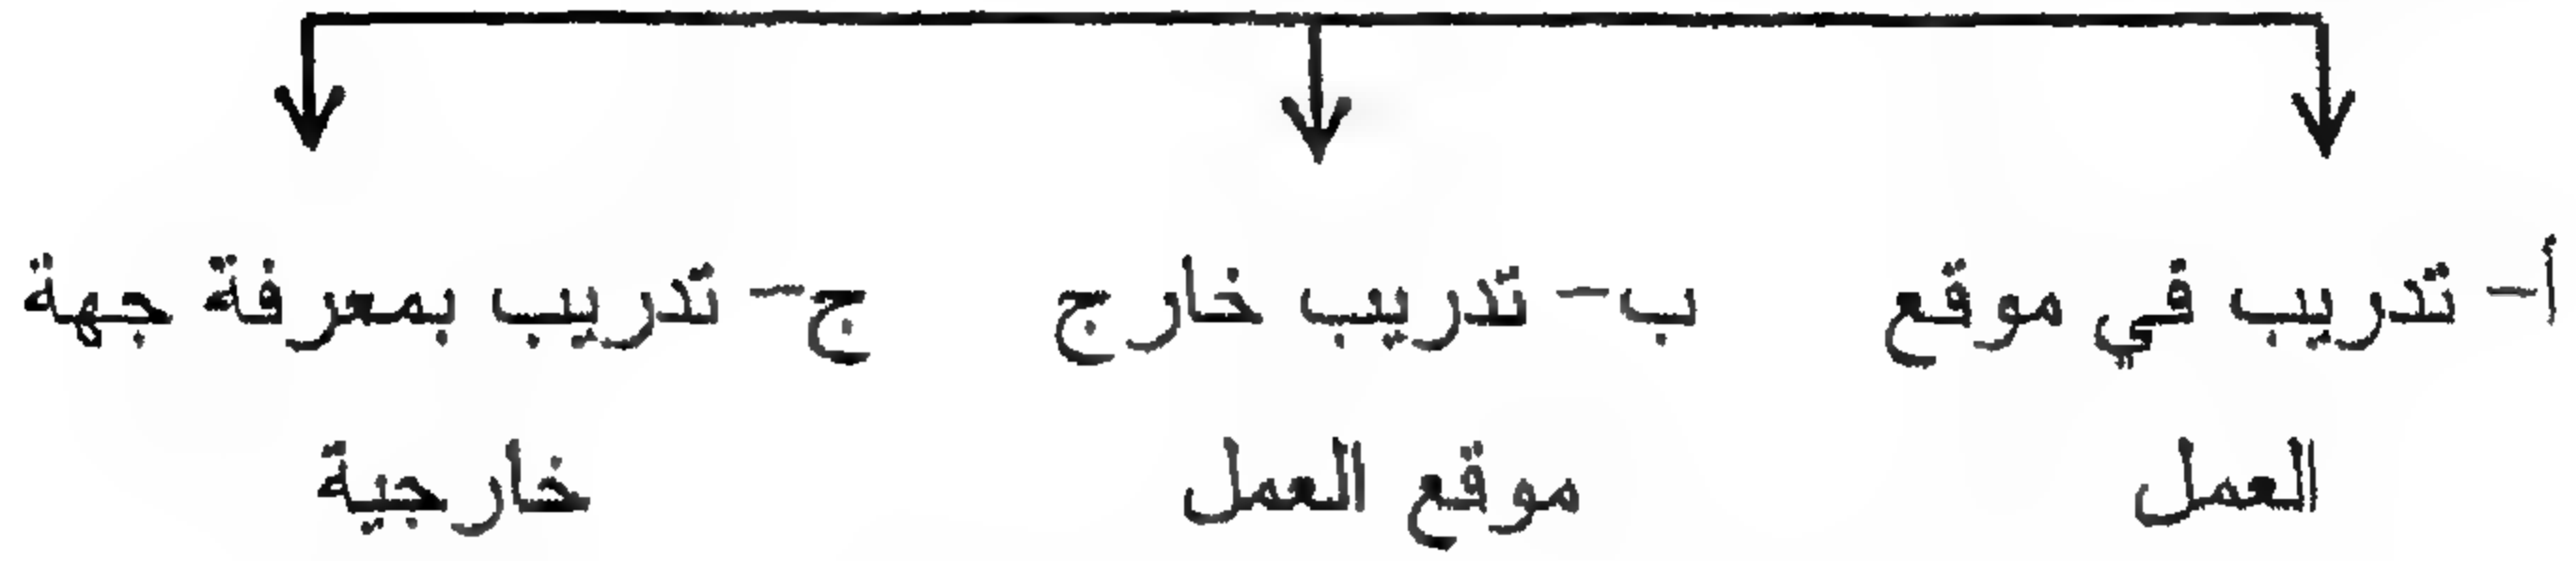 أ- تدريب في موقع
العمل
ب- تدريب خارج
موقع العمل
ج- تدريب بمعرفة جهة
خارجية